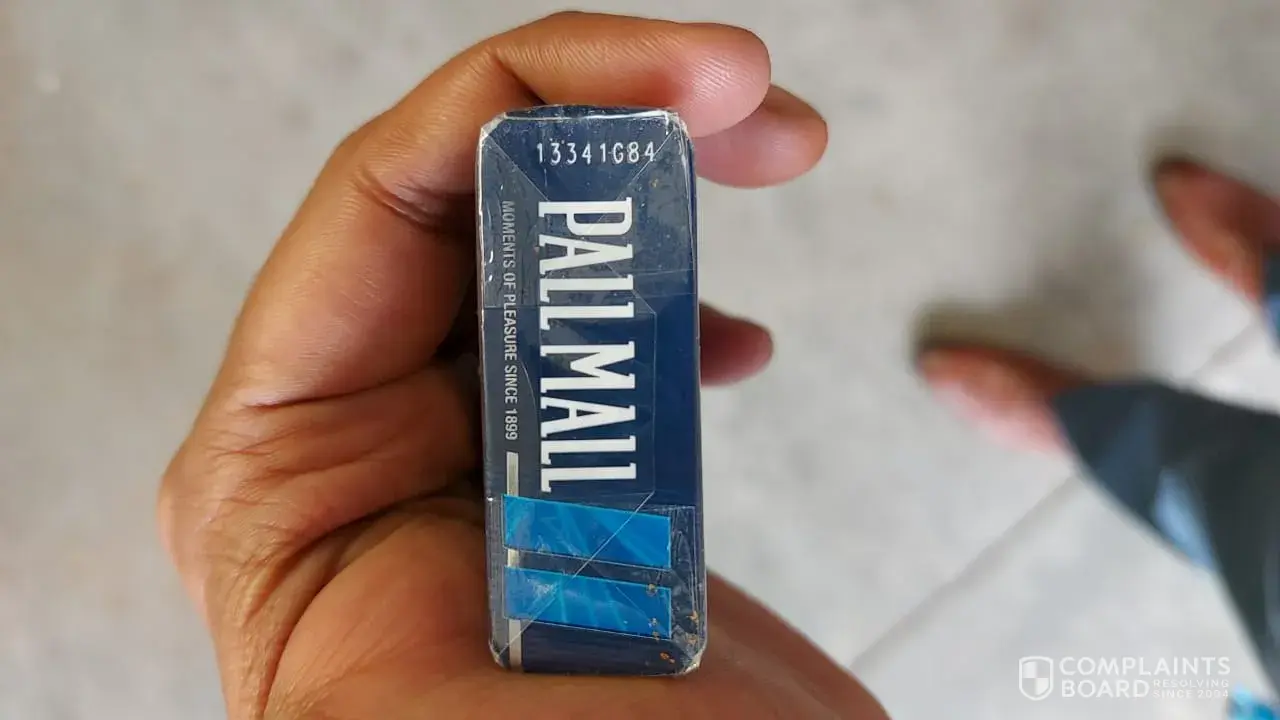 13341G84
PALL MALL
MOMENTS OF PLEASURE SINCE 1899
COMPLAINTS
BOARD RESOLVING
SINCE 2004